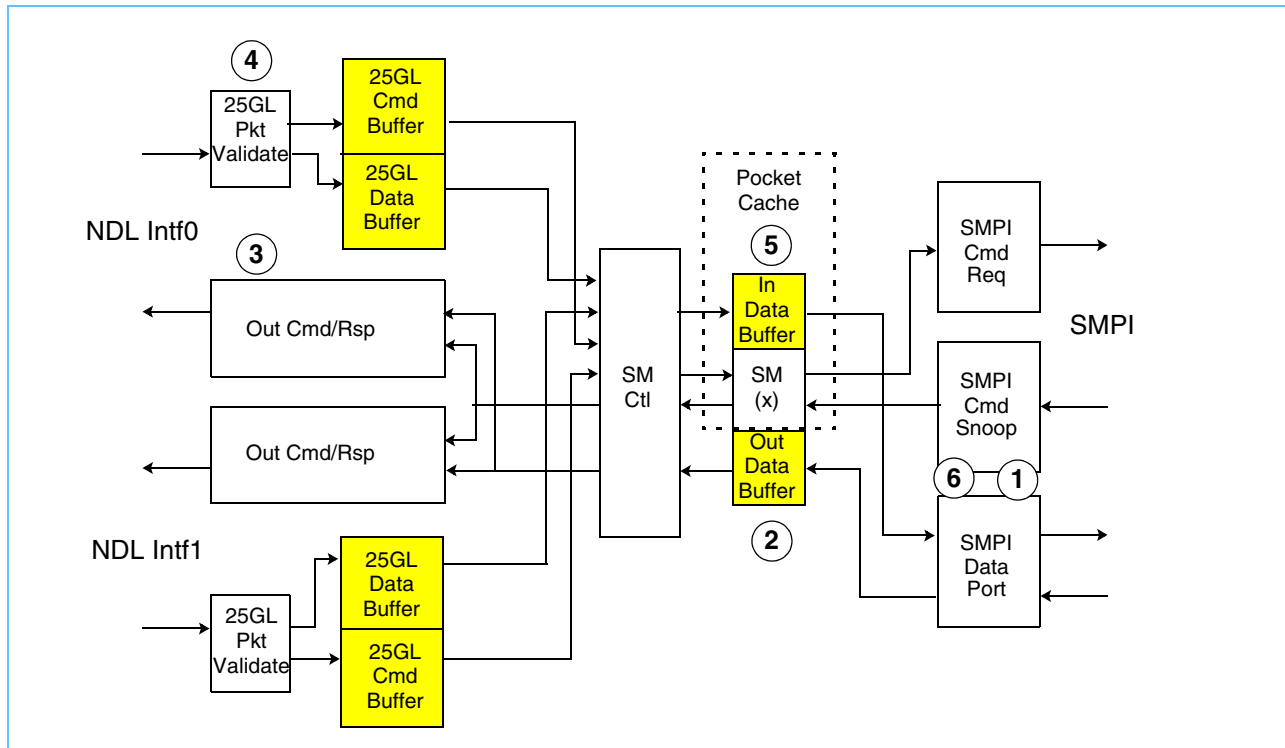 4
25GL
Pkt
Validate
25GL
Cmd
Buffer
25GL
Data
Buffer
NDL Intf0
3
Out Cmd/Rsp
Out Cmd/Rsp
NDL Intf1
25GL
Pkt
Validate
25GL
Data
Buffer
25GL
Cmd
Buffer
SM
Ctl
Pocket
Cache
5
In
Data
Buffer
SM
(x)
Out
Data
Buffer
2
SMPI
Cmd
Req
SMPI
SMPI
Cmd
Snoop
6
1
SMPI
Data
Port